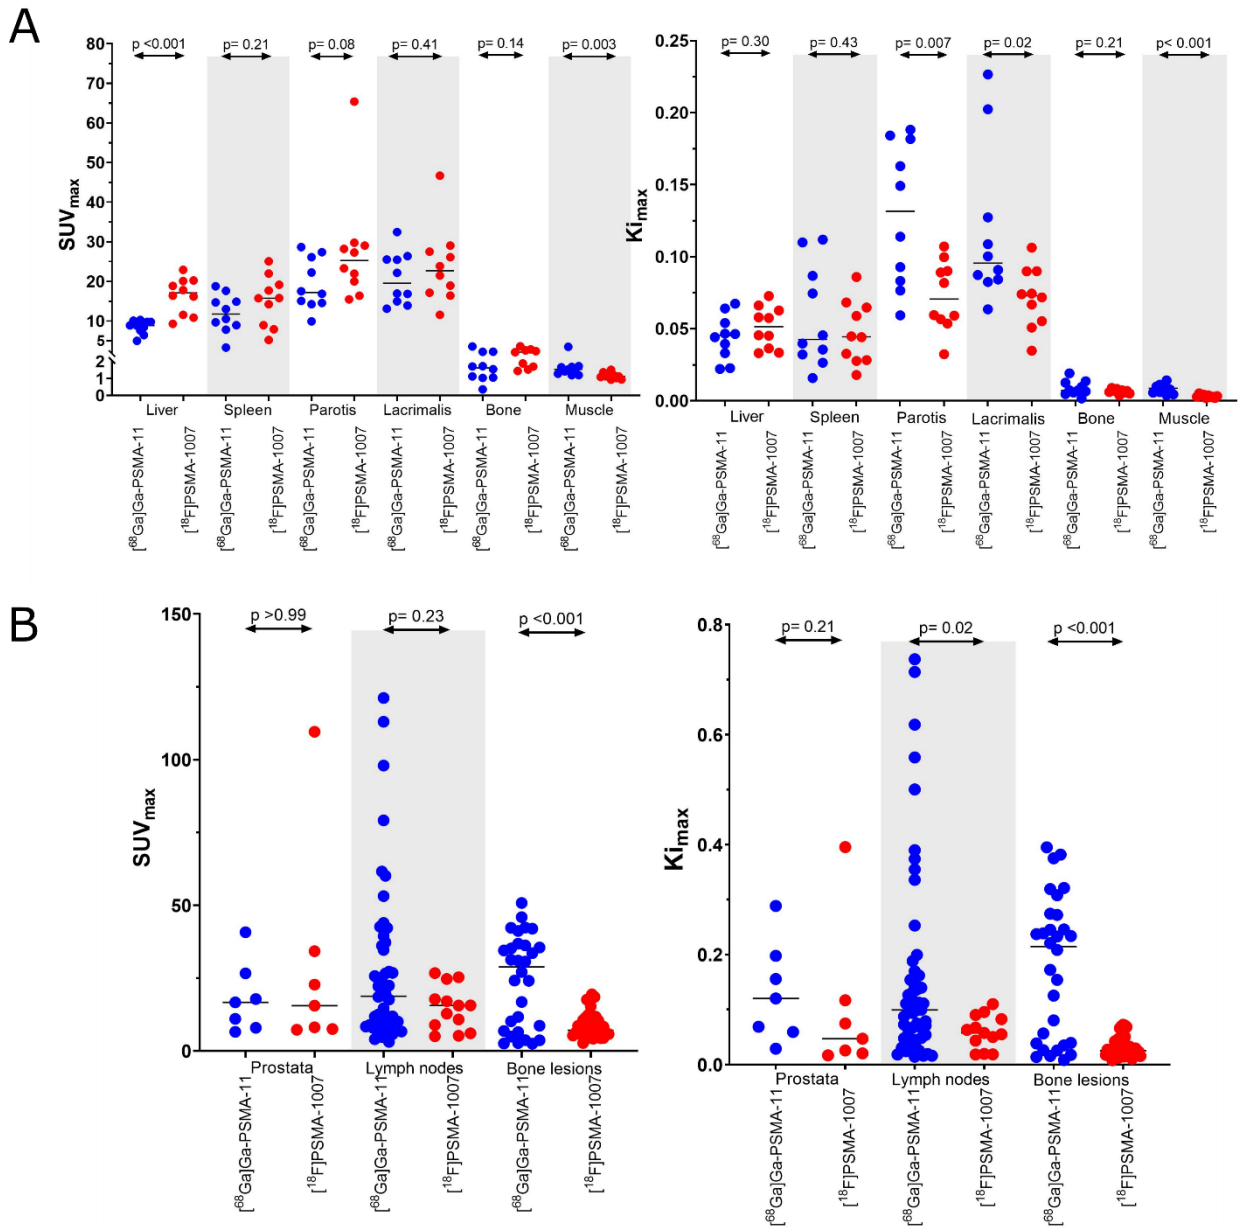 A
p <0.001 p= 0.21 p= 0.08 p= 0.41 p= 0.14 p= 0.003
80
70
60
50
40
30
20
10
0
2
1
0
SUVmax
Liver Spleen Parotis Lacrimalis Bone Muscle
[68Ga]Ga-PSMA-11 [18F]PSMA-1007 [68Ga]Ga-PSMA-11 [18F]PSMA-1007 [68Ga]Ga-PSMA-11 [18F]PSMA-1007 [68Ga]Ga-PSMA-11 [18F]PSMA-1007 [68Ga]Ga-PSMA-11 [18F]PSMA-1007 [68Ga]Ga-PSMA-11 [18F]PSMA-1007
p= 0.30 p= 0.43 p= 0.007 p= 0.02 p= 0.21 p< 0.001
0.25
0.20
0.15
0.10
0.05
0.00
Kimax
Liver Spleen Parotis Lacrimalis Bone Muscle
[68Ga]Ga-PSMA-11 [18F]PSMA-1007 [68Ga]Ga-PSMA-11 [18F]PSMA-1007 [68Ga]Ga-PSMA-11 [18F]PSMA-1007 [68Ga]Ga-PSMA-11 [18F]PSMA-1007 [68Ga]Ga-PSMA-11 [18F]PSMA-1007 [68Ga]Ga-PSMA-11 [18F]PSMA-1007
B
p >0.99 p= 0.23 p <0.001
150
100
50
0
SUVmax
Prostata Lymph nodes Bone lesions
[68Ga]Ga-PSMA-11 [18F]PSMA-1007 [68Ga]Ga-PSMA-11 [18F]PSMA-1007 [68Ga]Ga-PSMA-11 [18F]PSMA-1007
p= 0.21 p= 0.02 p <0.001
0.8
0.6
0.4
0.2
0.0
Kimax
Prostata Lymph nodes Bone lesions
[68Ga]Ga-PSMA-11 [18F]PSMA-1007 [68Ga]Ga-PSMA-11 [18F]PSMA-1007 [68Ga]Ga-PSMA-11 [18F]PSMA-1007